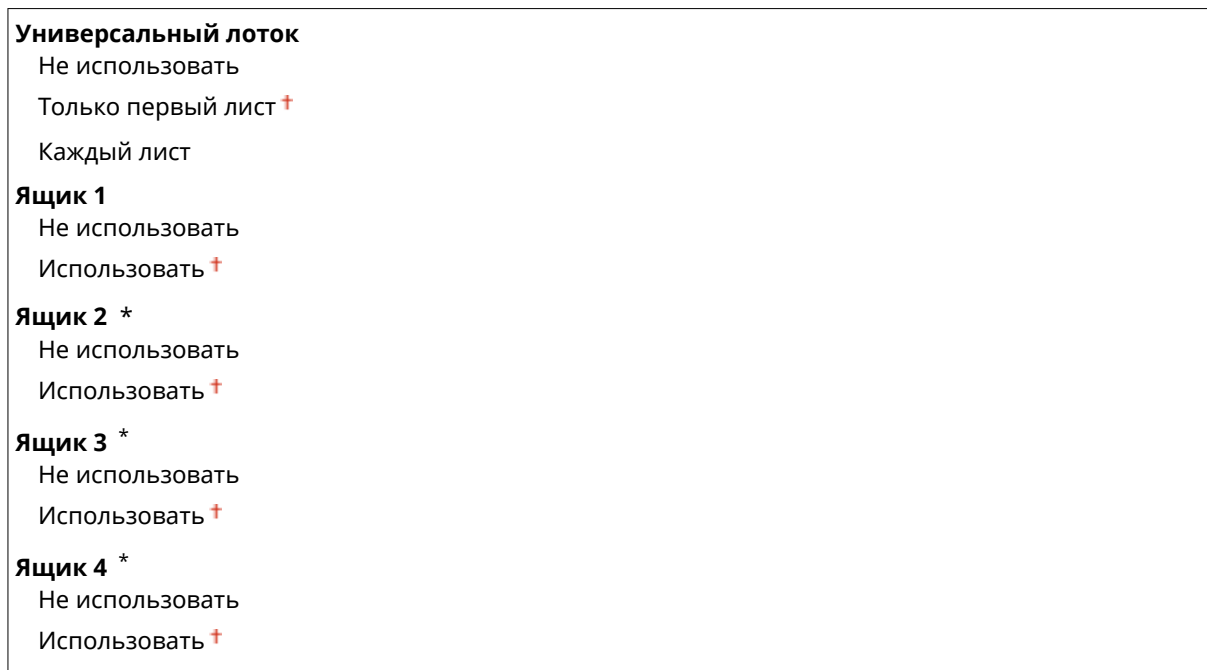 Универсальный лоток
Не использовать
Только первый лист †
Каждый лист
Ящик 1
Не использовать
Использовать †
Ящик 2 *
Не использовать
Использовать †
Ящик 3 *
Не использовать
Использовать †
Ящик 4 *
Не использовать
Использовать †